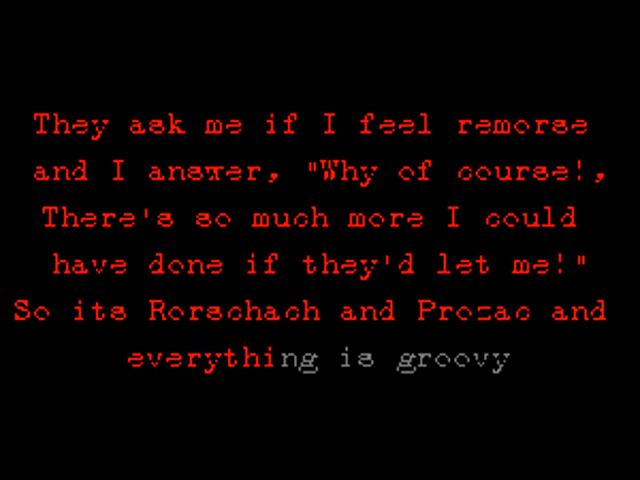 They ask me if I feel remorse
and I answer, "Why of course!,
There's so much more I could
have done if they'd let me!"
So its Rorschach and Prozac and
everything is groovy